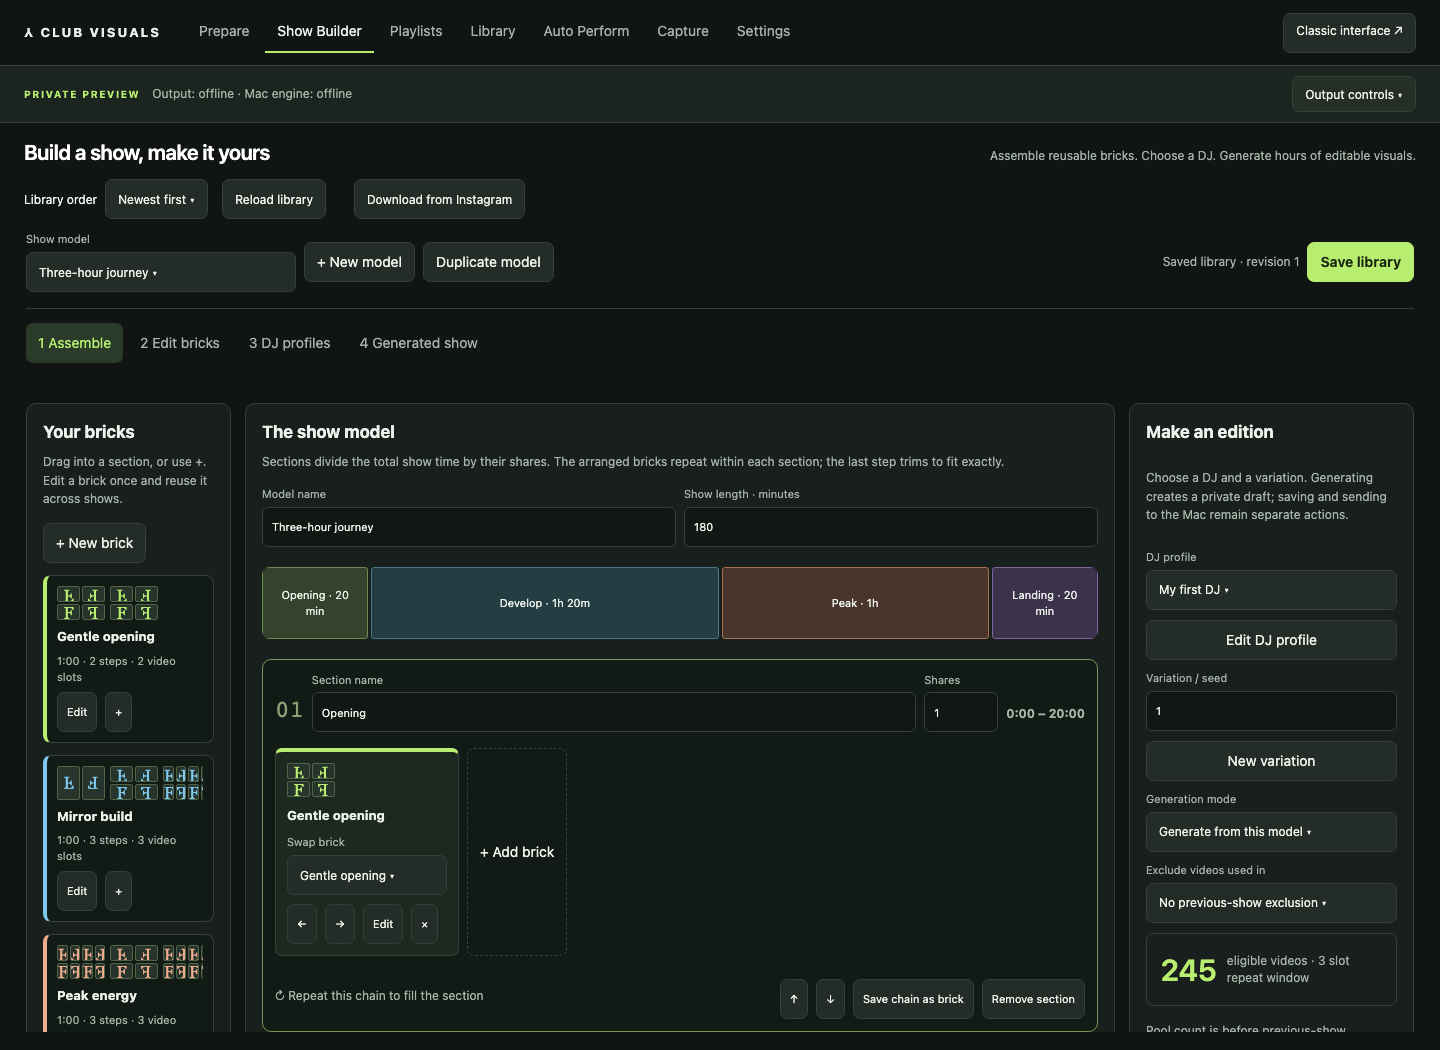 ⅄ CLUB VISUALS
Prepare
Show Builder
Playlists
Library
Auto Perform
Capture
Settings
Classic interface ↗
PRIVATE PREVIEW
Output: offline · Mac engine: offline
Output controls ▾
Build a show, make it yours
Assemble reusable bricks. Choose a DJ. Generate hours of editable visuals.
Library order
Newest first ▾
Reload library
Download from Instagram
Show model
Three-hour journey ▾
+ New model
Duplicate model
Saved library · revision 1
Save library
1 Assemble
2 Edit bricks
3 DJ profiles
4 Generated show
Your bricks
Drag into a section, or use +.
Edit a brick once and reuse it
across shows.
+ New brick
Gentle opening
1:00 · 2 steps · 2 video
slots
Edit
+
Mirror build
1:00 · 3 steps · 3 video
slots
Edit
+
Peak energy
1:00 · 3 steps · 3 video
The show model
Sections divide the total show time by their shares. The arranged bricks repeat within each section; the last step trims to fit exactly.
Model name
Three-hour journey
Show length · minutes
180
Opening · 20
min
Develop · 1h 20m
Peak · 1h
Landing · 20
min
01
Section name
Opening
Shares
1
0:00 – 20:00
Gentle opening
Swap brick
Gentle opening ▾
←
→
Edit
×
+ Add brick
↻ Repeat this chain to fill the section
↑
↓
Save chain as brick
Remove section
Make an edition
Choose a DJ and a variation. Generating
creates a private draft; saving and sending
to the Mac remain separate actions.
DJ profile
My first DJ ▾
Edit DJ profile
Variation / seed
1
New variation
Generation mode
Generate from this model ▾
Exclude videos used in
No previous-show exclusion ▾
245
eligible videos · 3 slot
repeat window
Pool count is before previous-show